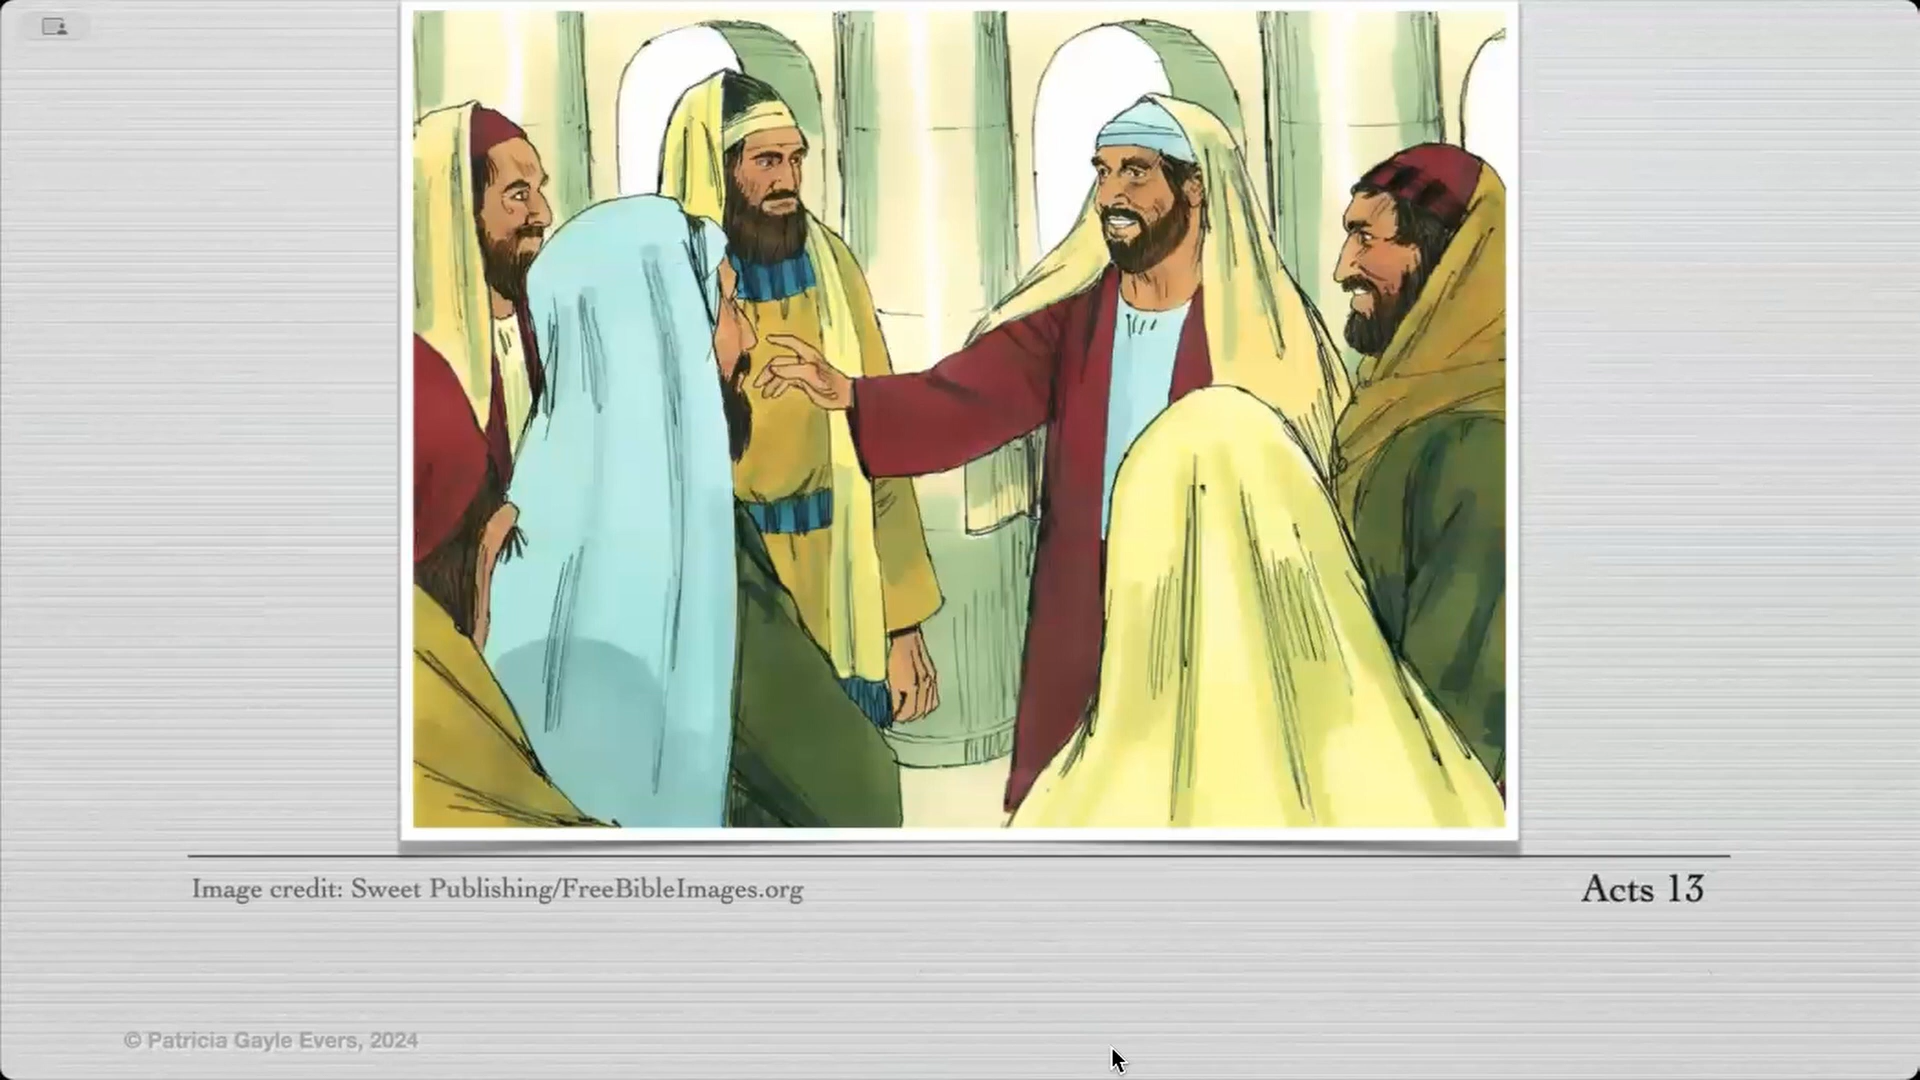 Image credit: Sweet Publishing/FreeBibleImages.org
Acts 13
© Patricia Gayle Evers, 2024